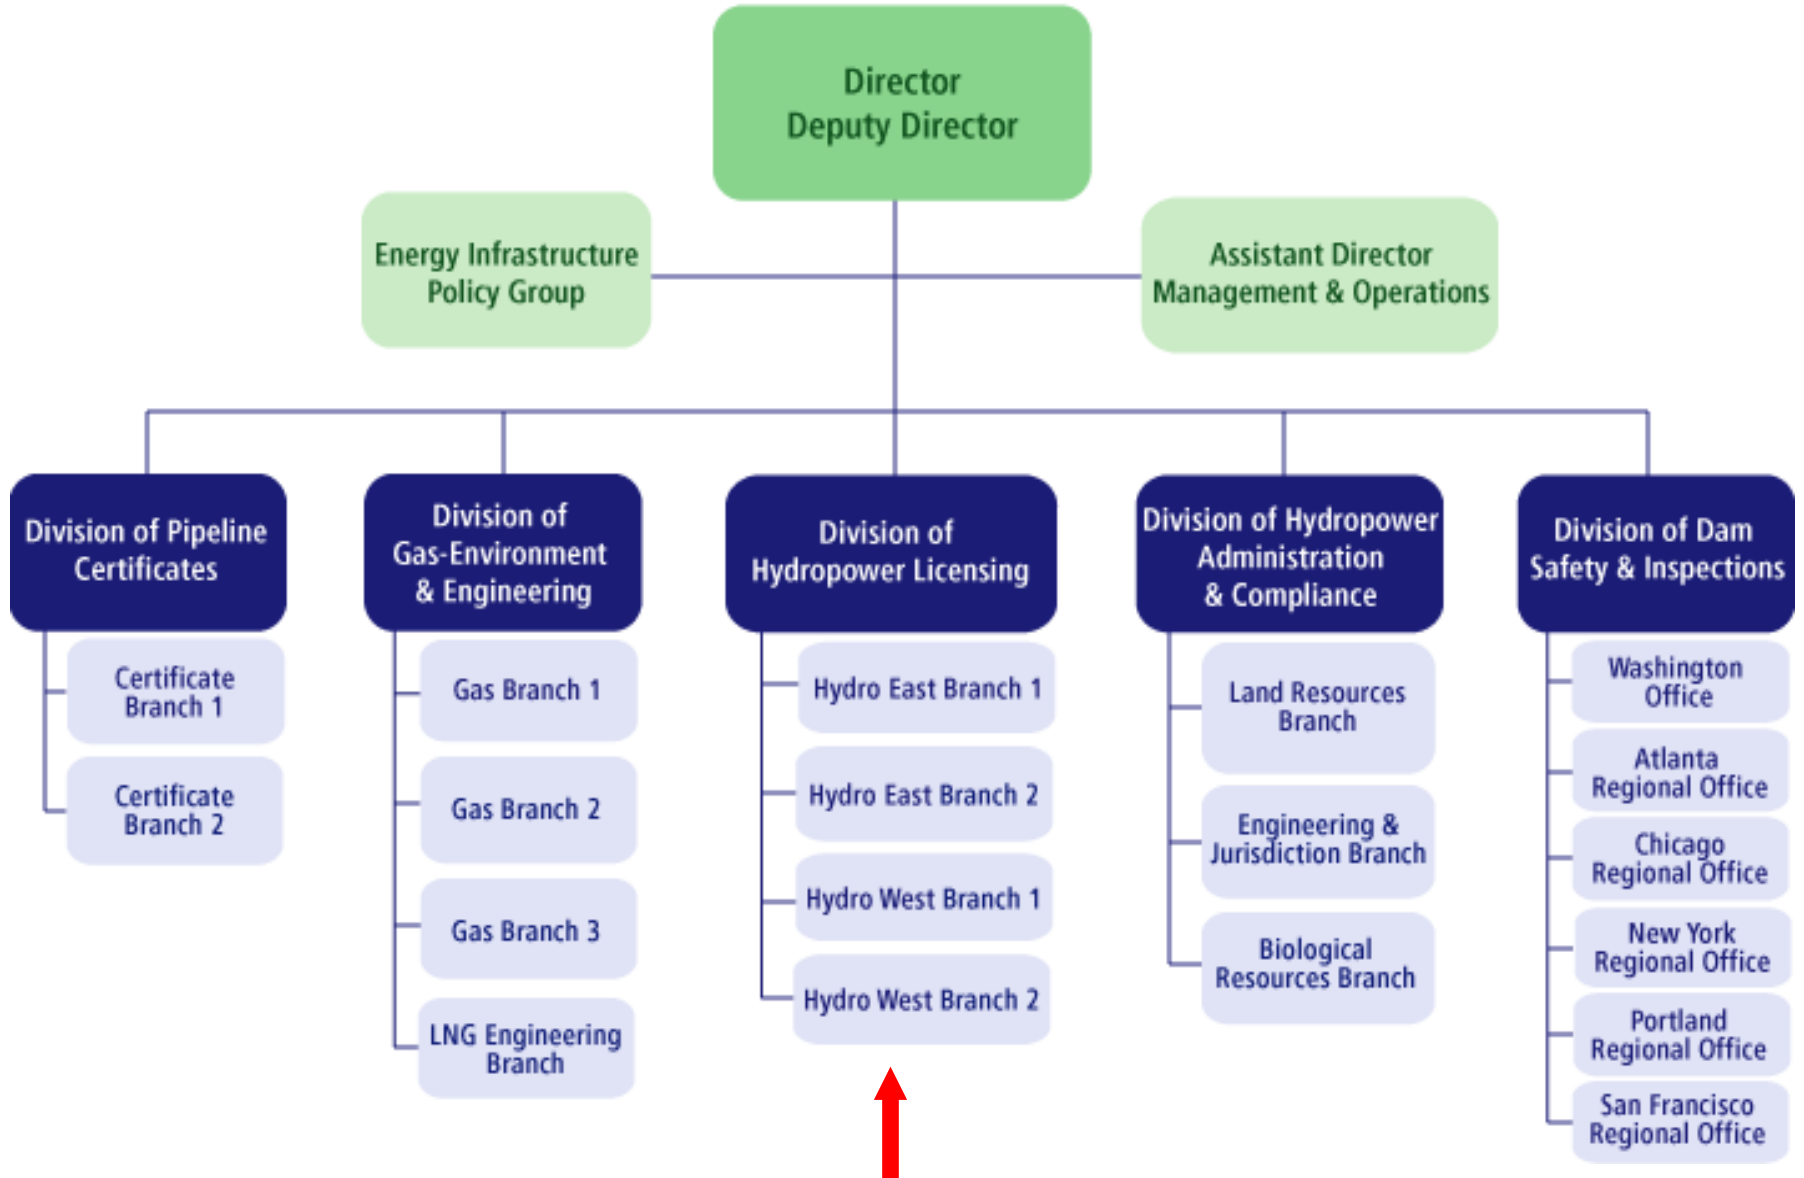 Director
Deputy Director
Energy Infrastructure
Policy Group
Assistant Director
Management & Operations
Division of Pipeline
Certificates
Certificate
Branch 1
Certificate
Branch 2
Division of
Gas-Environment
& Engineering
Gas Branch 1
Gas Branch 2
Gas Branch 3
LNG Engineering
Branch
Division of
Hydropower Licensing
Hydro East Branch 1
Hydro East Branch 2
Hydro West Branch 1
Hydro West Branch 2
Division of Hydropower
Administration
& Compliance
Land Resources
Branch
Engineering &
Jurisdiction Branch
Biological
Resources Branch
Division of Dam
Safety & Inspections
Washington
Office
Atlanta
Regional Office
Chicago
Regional Office
New York
Regional Office
Portland
Regional Office
San Francisco
Regional Office